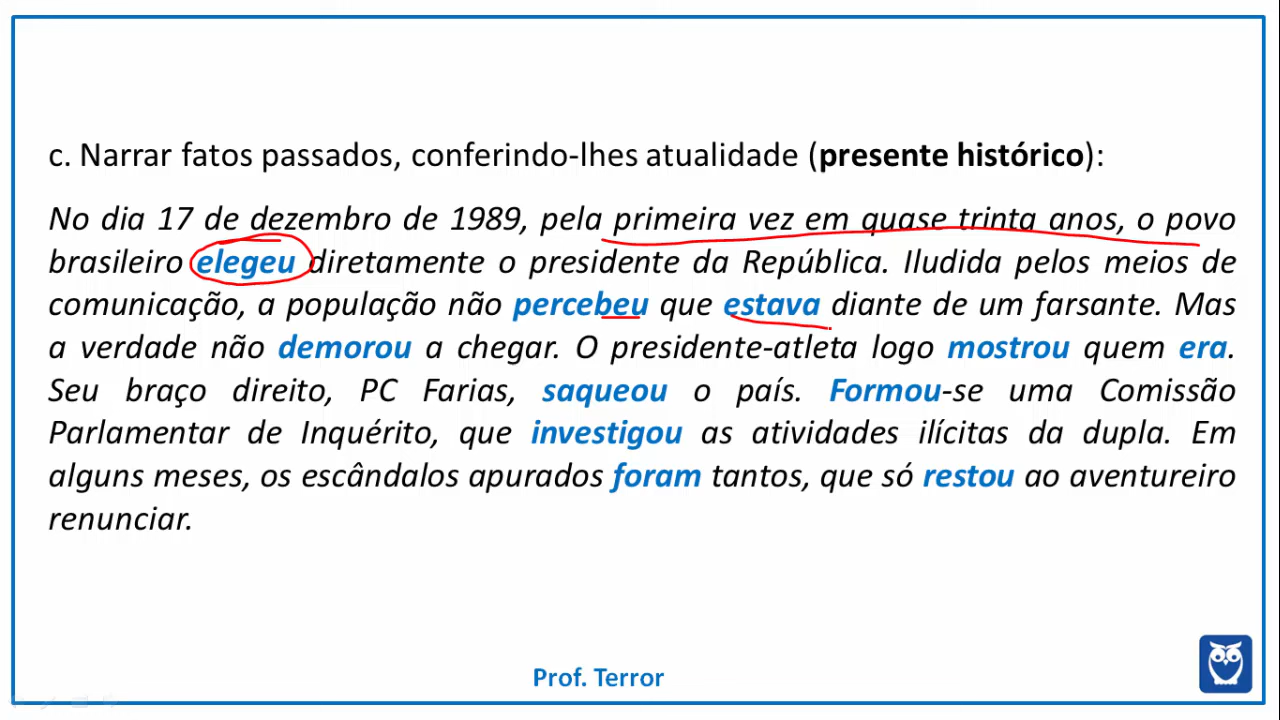 c. Narrar fatos passados, conferindo-lhes atualidade (presente histórico):
No dia 17 de dezembro de 1989, pela primeira vez em quase trinta anos, o povo
brasileiro elegeu diretamente o presidente da República. Iludida pelos meios de
comunicação, a população não percebeu que estava diante de um farsante. Mas
a verdade não demorou a chegar. O presidente-atleta logo mostrou quem era.
Seu braço direito, PC Farias, saqueou o país. Formou-se uma Comissão
Parlamentar de Inquérito, que investigou as atividades ilícitas da dupla. Em
alguns meses, os escândalos apurados foram tantos, que só restou ao aventureiro
renunciar.
Prof. Terror